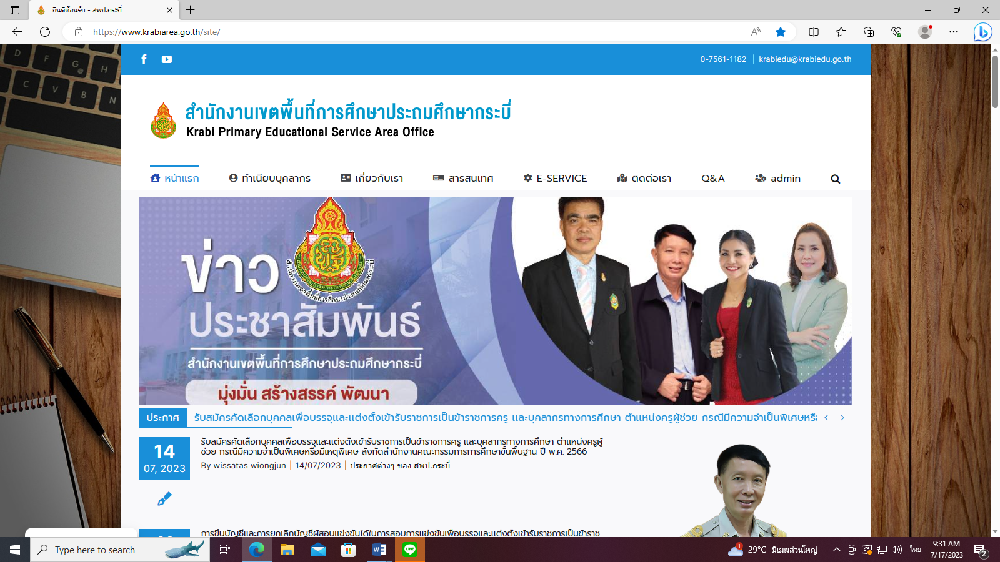 ยินดีต้อนรับ - สพป.กระบี่
https://www.krabiarea.go.th/site/
0-7561-1182 | krabiedu@krabiedu.go.th
สำนักงานเขตพื้นที่การศึกษาประถมศึกษากระบี่
Krabi Primary Educational Service Area Office
หน้าแรก ทำเนียบบุคลากร เกี่ยวกับเรา สารสนเทศ E-SERVICE ติดต่อเรา Q&A admin
ข่าว
ประชาสัมพันธ์
สำนักงานเขตพื้นที่การศึกษาประถมศึกษากระบี่
มุ่งมั่น สร้างสรรค์ พัฒนา
ประกาศ รับสมัครคัดเลือกบุคคลเพื่อบรรจุและแต่งตั้งเข้ารับราชการเป็นข้าราชการครู และบุคลากรทางการศึกษา ตำแหน่งครูผู้ช่วย กรณีมีความจำเป็นพิเศษหรือ
14
07, 2023
รับสมัครคัดเลือกบุคคลเพื่อบรรจุและแต่งตั้งเข้ารับราชการเป็นข้าราชการครู และบุคลากรทางการศึกษา ตำแหน่งครูผู้
ช่วย กรณีมีความจำเป็นพิเศษหรือมีเหตุพิเศษ สังกัดสำนักงานคณะกรรมการการศึกษาขั้นพื้นฐาน ปี พ.ศ. 2566
By wissatas wiongjun | 14/07/2023 | ประกาศต่างๆ ของ สพป.กระบี่
การขึ้นบัญชีและการยกเลิกบัญชีผู้สอบแข่งขันได้ในการสอบการแข่งขันเพื่อบรรจุและแต่งตั้งเข้ารับราชการเป็นข้าราช
Type here to search
1
29°C มีเมฆส่วนใหญ่
ไทย
9:31 AM
7/17/2023
2